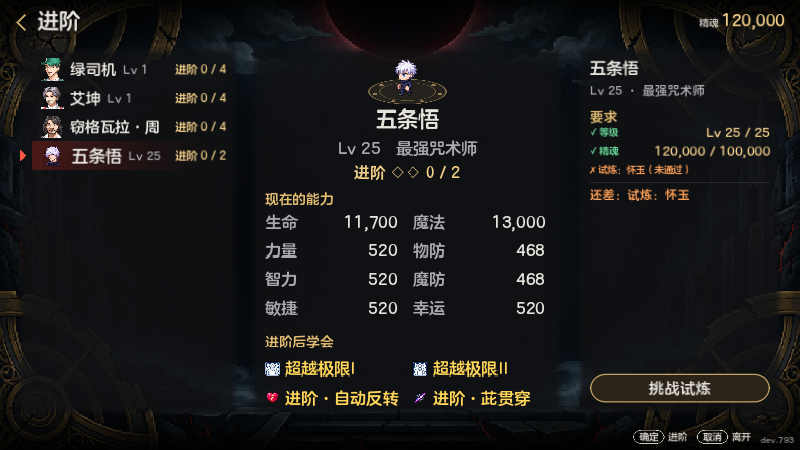 进阶
精魂 120,000
绿司机 Lv 1 进阶 0 / 4
艾坤 Lv 1 进阶 0 / 4
窃格瓦拉·周 进阶 0 / 4
五条悟 Lv 25 进阶 0 / 2
五条悟
Lv 25 最强咒术师
进阶 ◇◇ 0 / 2
现在的能力
生命 11,700 魔法 13,000
力量 520 物防 468
智力 520 魔防 468
敏捷 520 幸运 520
进阶后学会
超越极限I 超越极限II
进阶·自动反转 进阶·茈贯穿
五条悟
Lv 25 · 最强咒术师
要求
✓等级 Lv 25 / 25
✓精魂 120,000 / 100,000
✗试炼：怀玉（未通过）
还差：试炼：怀玉
挑战试炼
确定 进阶 取消 离开
dev.793